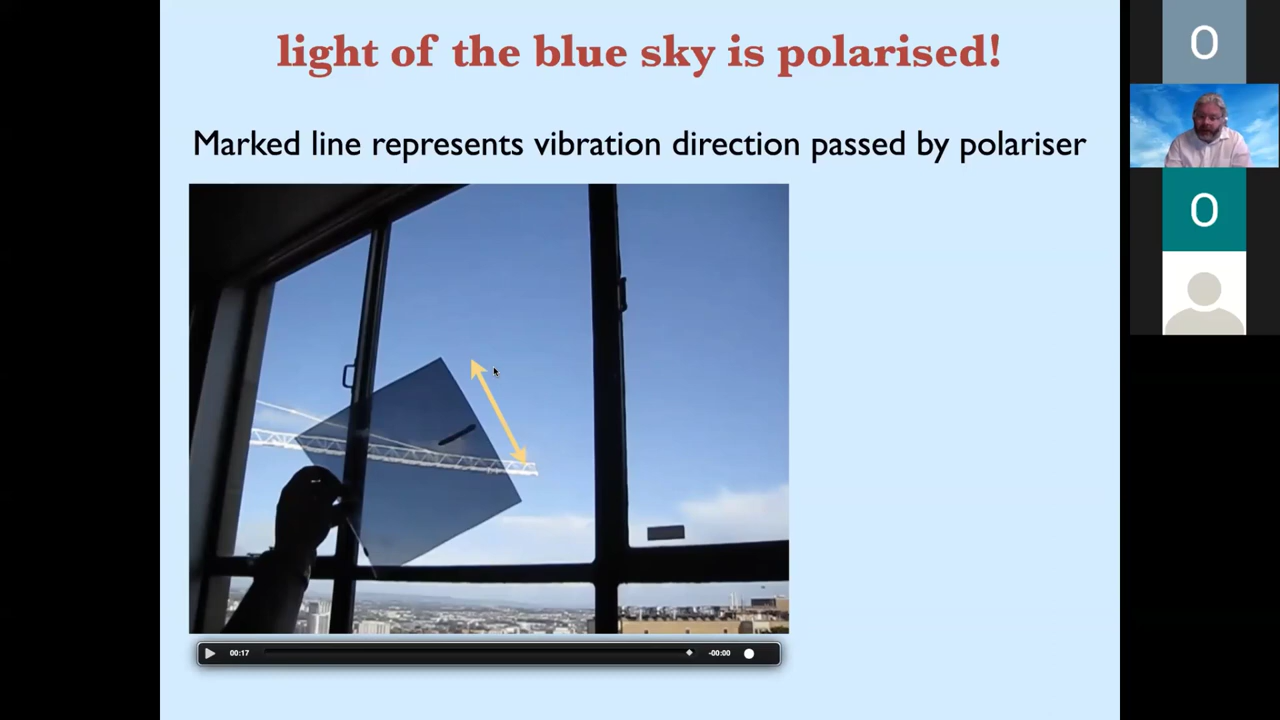 light of the blue sky is polarised!
Marked line represents vibration direction passed by polariser
00:17
-00:00
O
O